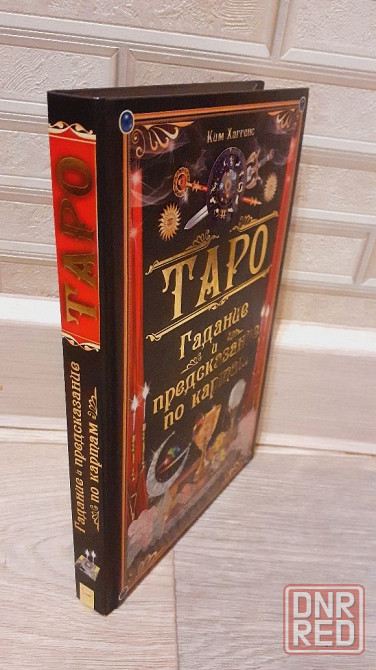 ТАРО
Гадание и предсказание
по картам
Ким Хаггенс
ТАРО
Гадание
и
предсказание
по картам
DNR
RED